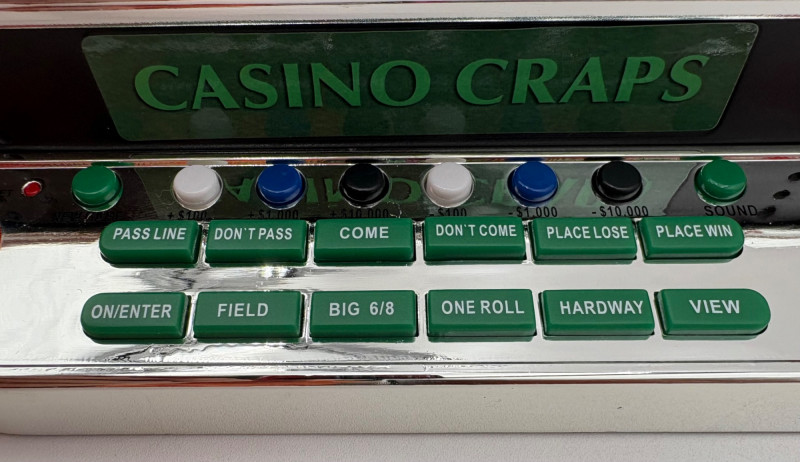 CASINO CRAPS
+$100 +$1,000 +$10,000 -$100 -$1,000 -$10,000 SOUND
PASS LINE DON'T PASS COME DON'T COME PLACE LOSE PLACE WIN
ON/ENTER FIELD BIG 6/8 ONE ROLL HARDWAY VIEW